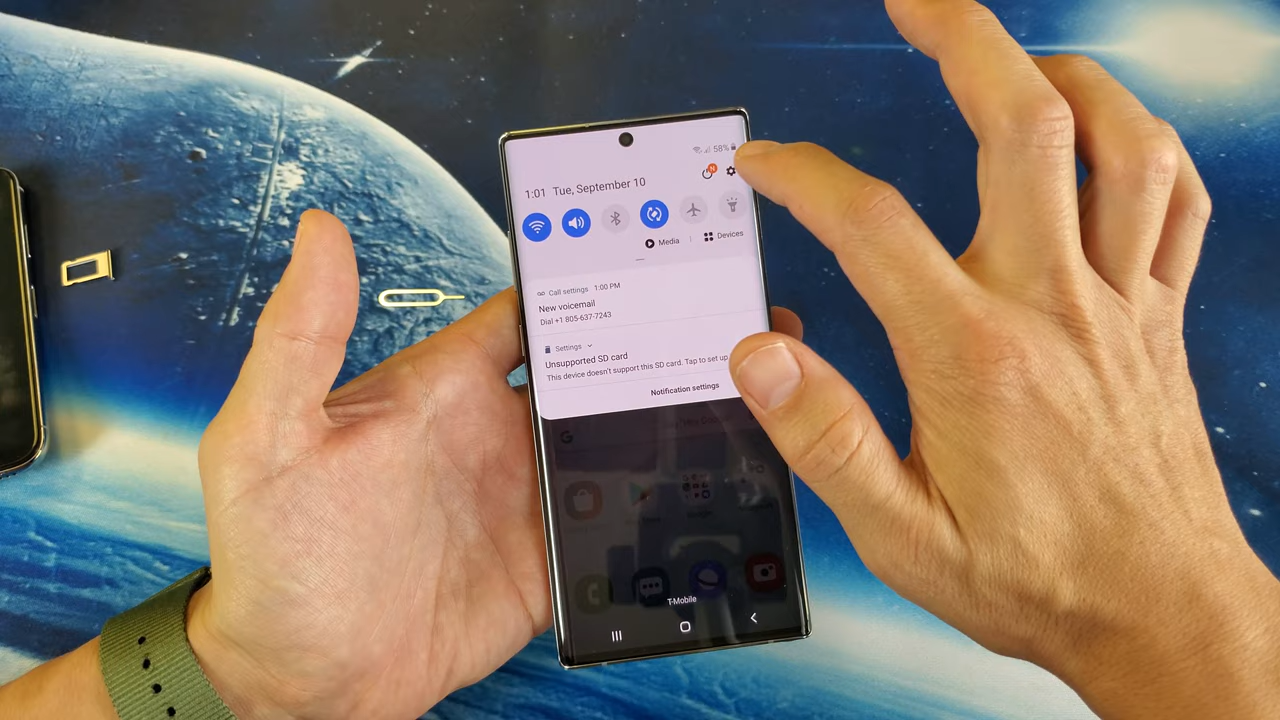 58%
1:01 Tue, September 10
Media | Devices
Call settings 1:00 PM
New voicemail
Dial +1 805-637-7243
Settings
Unsupported SD card
This device doesn't support this SD card. Tap to set up
Notification settings
G
T-Mobile